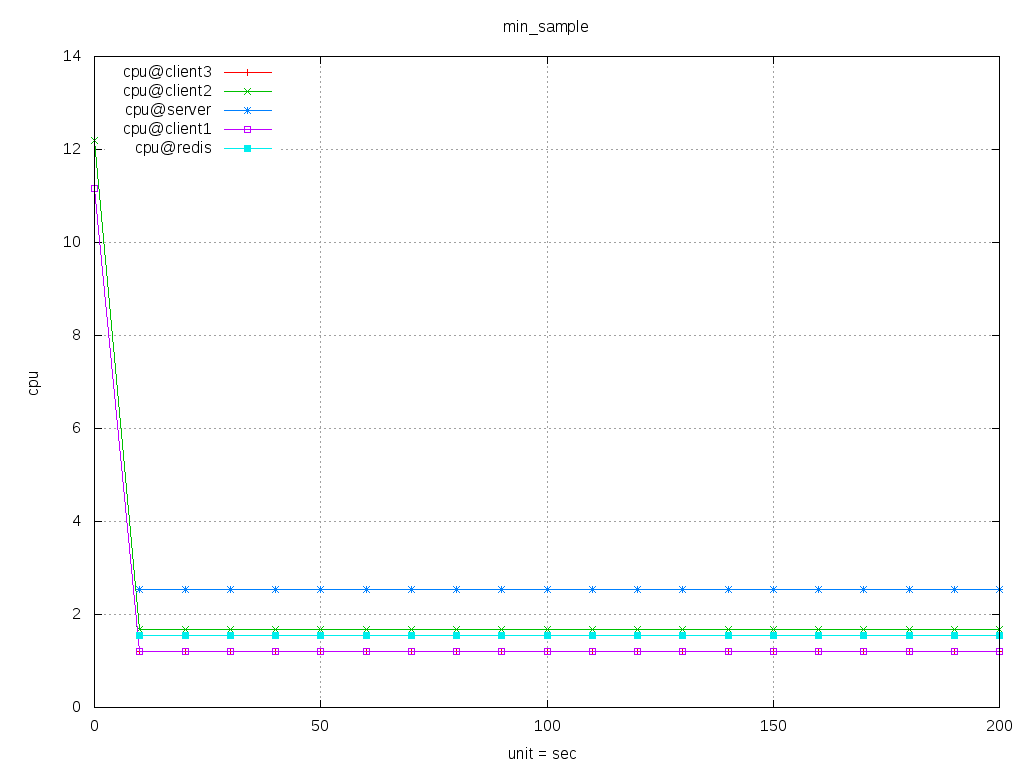 min_sample
14
cpu@client3
cpu@client2
cpu@server
cpu@client1
cpu@redis
12
10
8
6
4
2
0
cpu
0 50 100 150 200
unit = sec